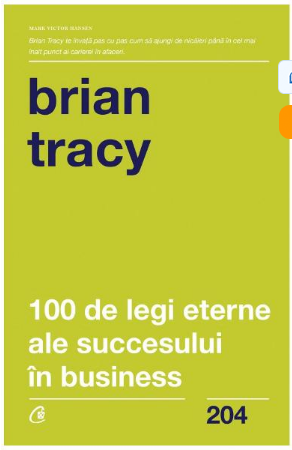 MARK VICTOR HANSEN
Brian Tracy te învață pas cu pas cum să ajungi de nicăieri până în cel mai
înalt punct al carierei în afaceri.
brian
tracy
100 de legi eterne
ale succesului
în business
204